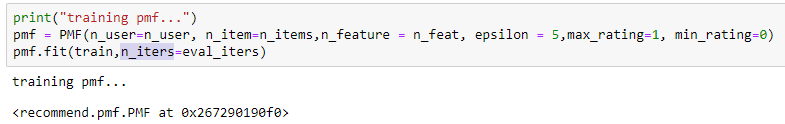 print("training pmf...")
pmf = PMF(n_user=n_user, n_item=n_items,n_feature = n_feat, epsilon = 5,max_rating=1, min_rating=0)
pmf.fit(train,n_iters=eval_iters)
training pmf...
<recommend.pmf.PMF at 0x267290190f0>